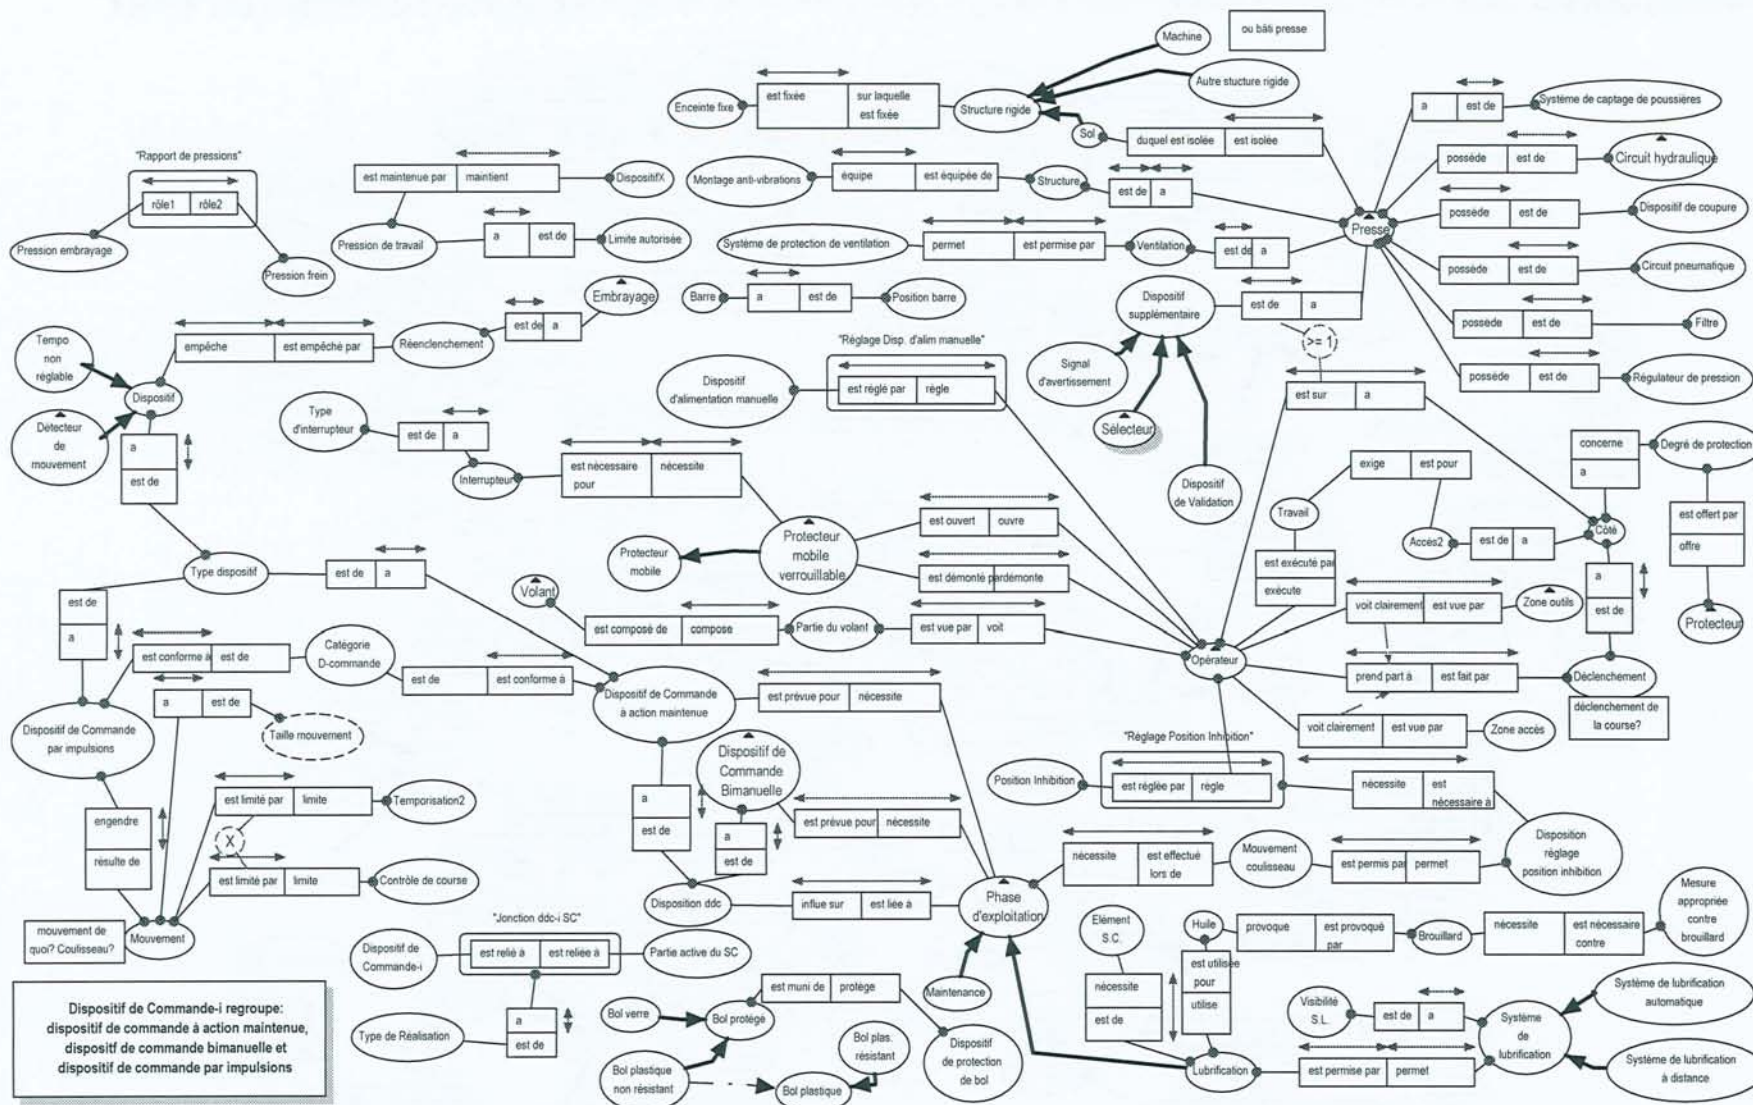 Machine
ou bâti presse
Autre stucture rigide
Enceinte fixe
est fixée
sur laquelle
est fixée
Structure rigide
Sol
duquel est isolée
est isolée
a
est de
Système de captage de poussières
possède
est de
Circuit hydraulique
possède
est de
Dispositif de coupure
possède
est de
Circuit pneumatique
possède
est de
Filtre
possède
est de
Régulateur de pression
Presse
"Rapport de pressions"
rôle1
rôle2
Pression embrayage
Pression frein
est maintenue par
maintient
DispositifX
Pression de travail
a
est de
Limite autorisée
Montage anti-vibrations
équipe
est équipée de
Structure
est de
a
Système de protection de ventilation
permet
est permise par
Ventilation
est de
a
Barre
a
est de
Position barre
Dispositif
supplémentaire
est de
a
>= 1
est sur
a
Signal
d'avertissement
Sélecteur
Dispositif
de Validation
Tempo
non
réglable
Détecteur
de
mouvement
Dispositif
empêche
est empêché par
Réenclenchement
est de
a
Embrayage
a
est de
"Réglage Disp. d'alim manuelle"
Dispositif
d'alimentation manuelle
est réglé par
règle
Type
d'interrupteur
est de
a
Interrupteur
est nécessaire
pour
nécessite
Protecteur
mobile
verrouillable
Protecteur
mobile
est ouvert
ouvre
est démonté par
démonte
Volant
est composé de
compose
Partie du volant
est vue par
voit
Opérateur
Travail
exige
est pour
Accès2
est de
a
Côté
concerne
a
Degré de protection
est offert par
offre
Protecteur
est exécuté par
exécute
voit clairement
est vue par
Zone outils
prend part à
est fait par
Déclenchement
déclenchement de
la course?
a
est de
voit clairement
est vue par
Zone accès
Type dispositif
est de
a
est de
a
est conforme à
est de
Catégorie
D-commande
est de
est conforme à
Dispositif de Commande
à action maintenue
est prévue pour
nécessite
Dispositif de Commande
par impulsions
a
est de
Taille mouvement
engendre
résulte de
est limité par
limite
Temporisation2
X
est limité par
limite
Contrôle de course
mouvement de
quoi? Coulisseau?
Mouvement
a
est de
Dispositif de
Commande
Bimanuelle
a
est de
est prévue pour
nécessite
Disposition ddc
influe sur
est liée à
Phase
d'exploitation
"Réglage Position Inhibition"
Position Inhibition
est réglée par
règle
nécessite
est
nécessaire à
Disposition
réglage
position inhibition
nécessite
est effectué
lors de
Mouvement
coulisseau
est permis par
permet
"Jonction ddc-i SC"
Dispositif de
Commande-i
est relié à
est reliée à
Partie active du SC
Type de Réalisation
a
est de
Maintenance
Elément
S.C.
nécessite
est de
Huile
provoque
est provoqué
par
Brouillard
nécessite
est nécessaire
contre
Mesure
appropriée
contre
brouillard
est utilisée
pour
utilise
Lubrification
Visibilité
S.L.
est de
a
est permise par
permet
Système
de
lubrification
Système de lubrification
automatique
Système de lubrification
à distance
Bol verre
Bol protégé
est muni de
protège
Dispositif
de protection
de bol
Bol plastique
non résistant
Bol plas.
résistant
Bol plastique
Dispositif de Commande-i regroupe:
dispositif de commande à action maintenue,
dispositf de commande bimanuelle et
dispositif de commande par impulsions